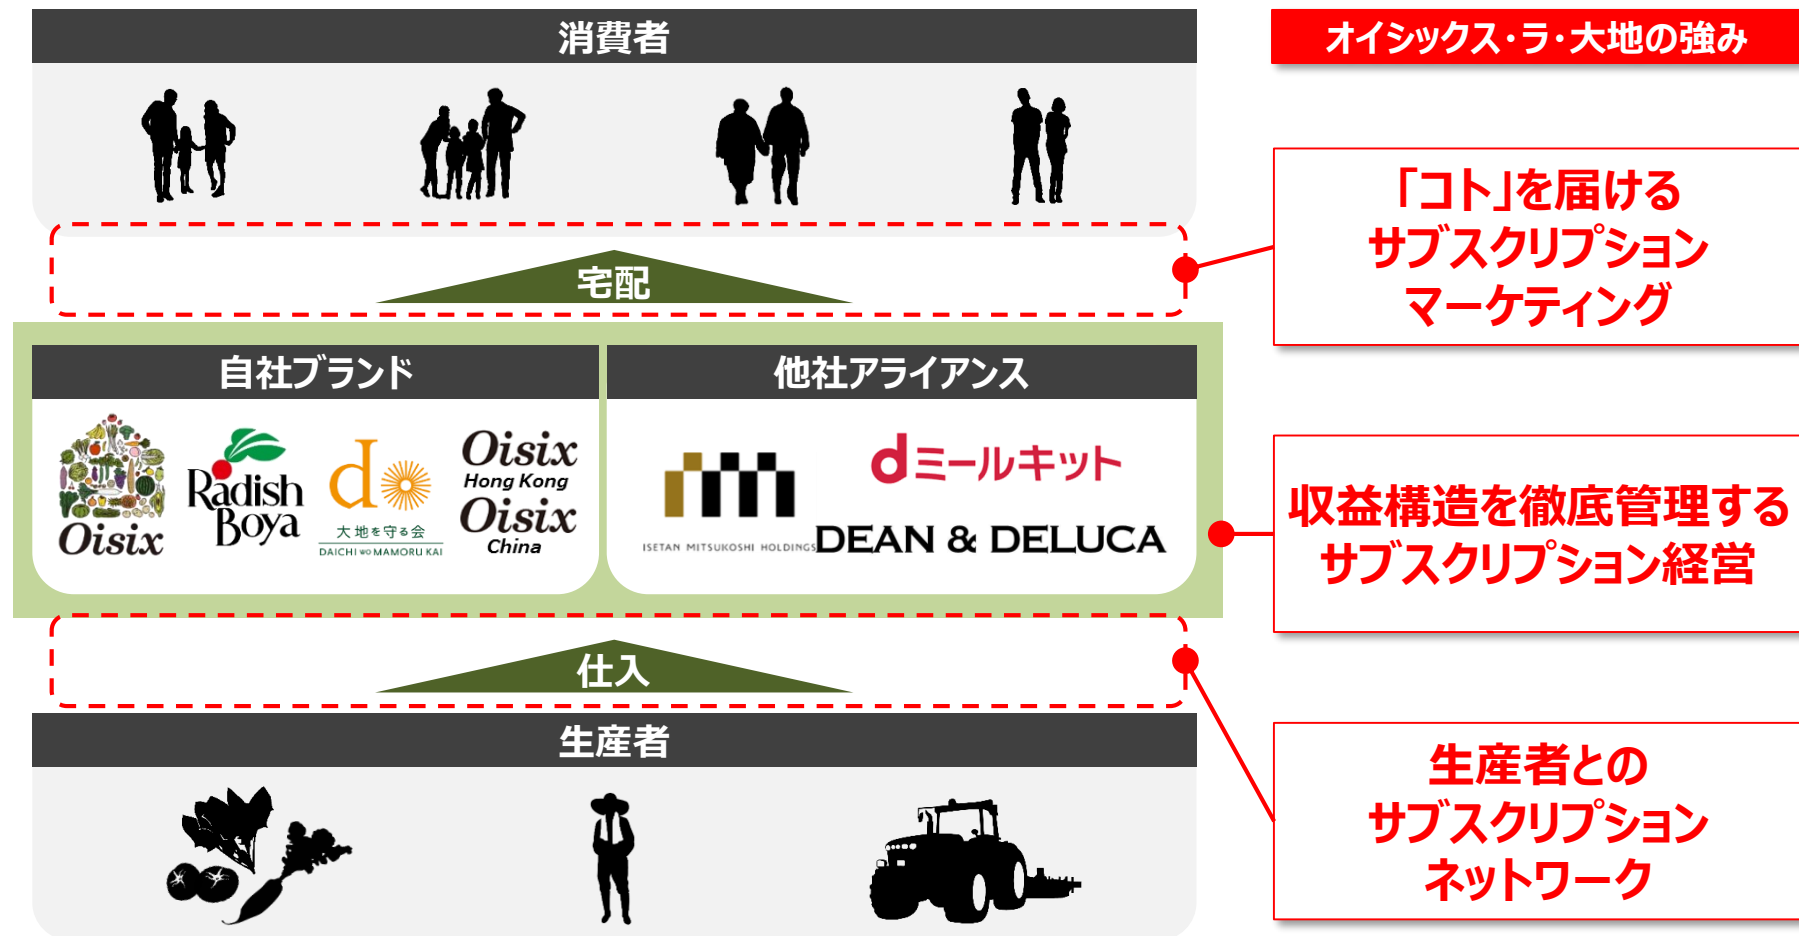 消費者
宅配
自社ブランド
Oisix
Radish
Boya
do
大地を守る会
DAICHI WO MAMORU KAI
Oisix
Hong Kong
Oisix
China
他社アライアンス
ISETAN MITSUKOSHI HOLDINGS
dミールキット
DEAN & DELUCA
仕入
生産者
オイシックス・ラ・大地の強み
「コト」を届ける
サブスクリプション
マーケティング
収益構造を徹底管理する
サブスクリプション経営
生産者との
サブスクリプション
ネットワーク